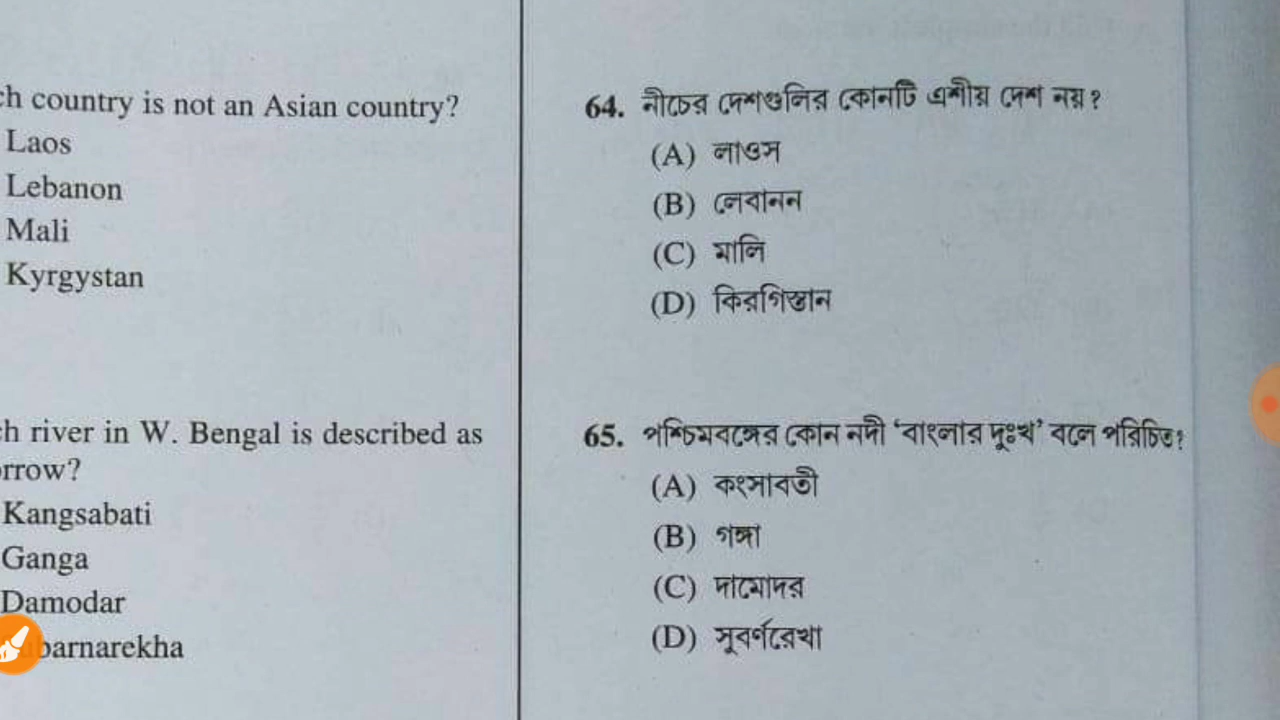 ch country is not an Asian country?
Laos
Lebanon
Mali
Kyrgystan
ch river in W. Bengal is described as
rrow?
Kangsabati
Ganga
Damodar
barnarekha
64. নীচের দেশগুলির কোনটি এশীয় দেশ নয়?
(A) লাওস
(B) লেবানন
(C) মালি
(D) কিরগিস্তান
65. পশ্চিমবঙ্গের কোন নদী ‘বাংলার দুঃখ’ বলে পরিচিত?
(A) কংসাবতী
(B) গঙ্গা
(C) দামোদর
(D) সুবর্ণরেখা